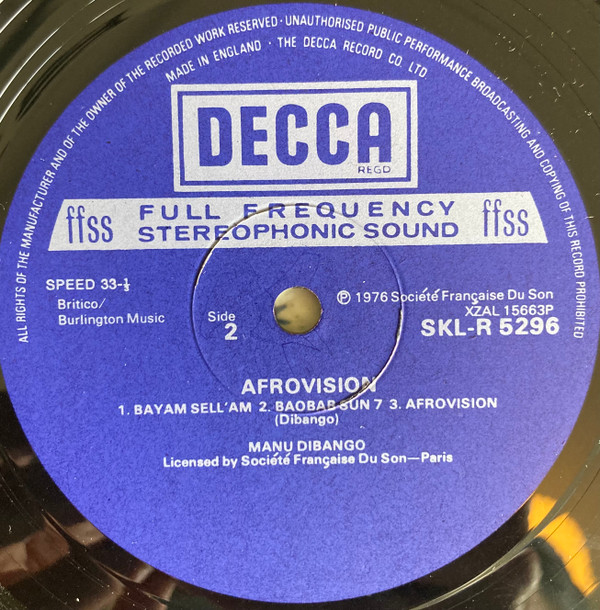 ALL RIGHTS OF THE MANUFACTURER AND OF THE OWNER OF THE RECORDED WORK RESERVED · UNAUTHORISED PUBLIC PERFORMANCE BROADCASTING AND COPYING OF THIS RECORD PROHIBITED
MADE IN ENGLAND · THE DECCA RECORD CO. LTD
DECCA
REGD
ffss FULL FREQUENCY ffss
STEREOPHONIC SOUND
SPEED 33-⅓
Britico/
Burlington Music
Side
2
℗ 1976 Société Française Du Son
XZAL 15663P
SKL-R 5296
AFROVISION
1. BAYAM SELL'AM 2. BAOBAB SUN 7 3. AFROVISION
(Dibango)
MANU DIBANGO
Licensed by Société Française Du Son—Paris